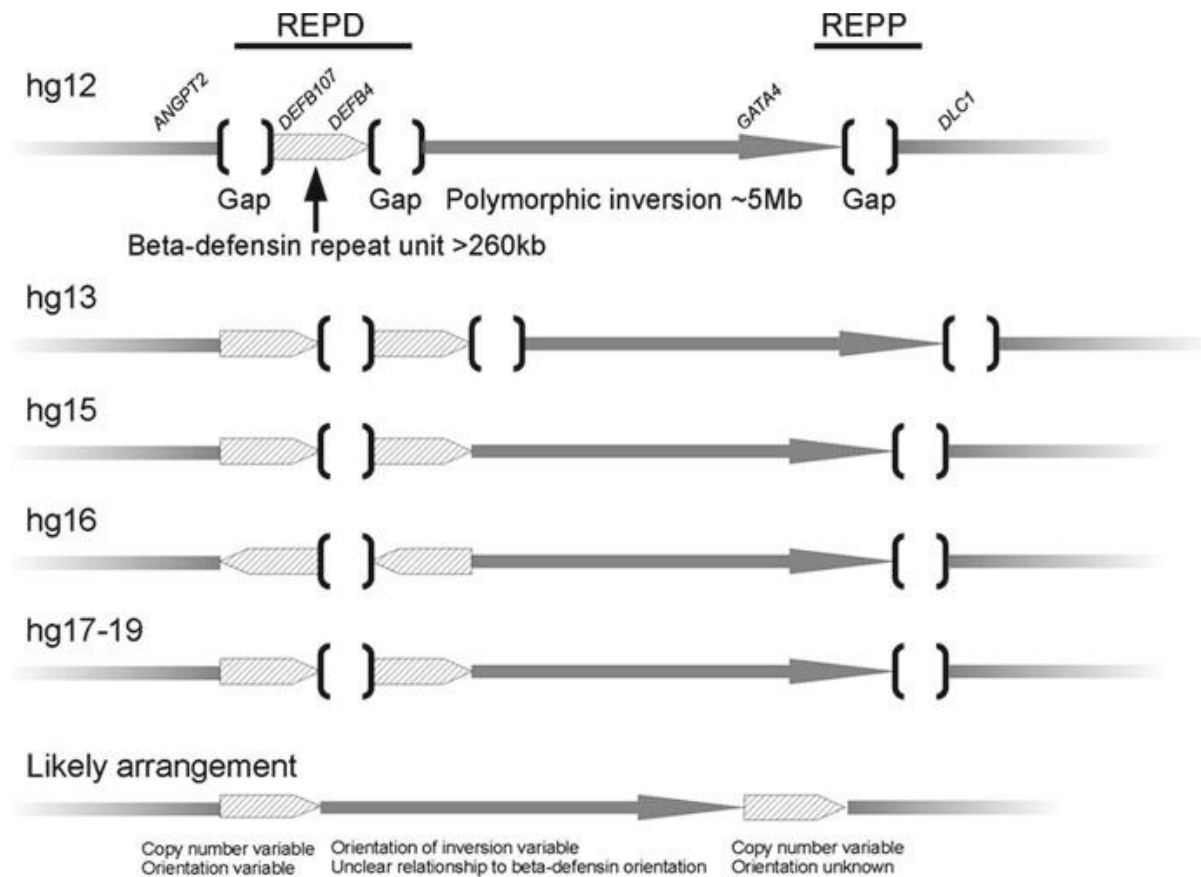 REPD
REPP
hg12
ANGPT2
DEFB107
DEFB4
GATA4
DLC1
Gap
Gap
Polymorphic inversion ~5Mb
Gap
Beta-defensin repeat unit >260kb
hg13
hg15
hg16
hg17-19
Likely arrangement
Copy number variable
Orientation variable
Orientation of inversion variable
Unclear relationship to beta-defensin orientation
Copy number variable
Orientation unknown